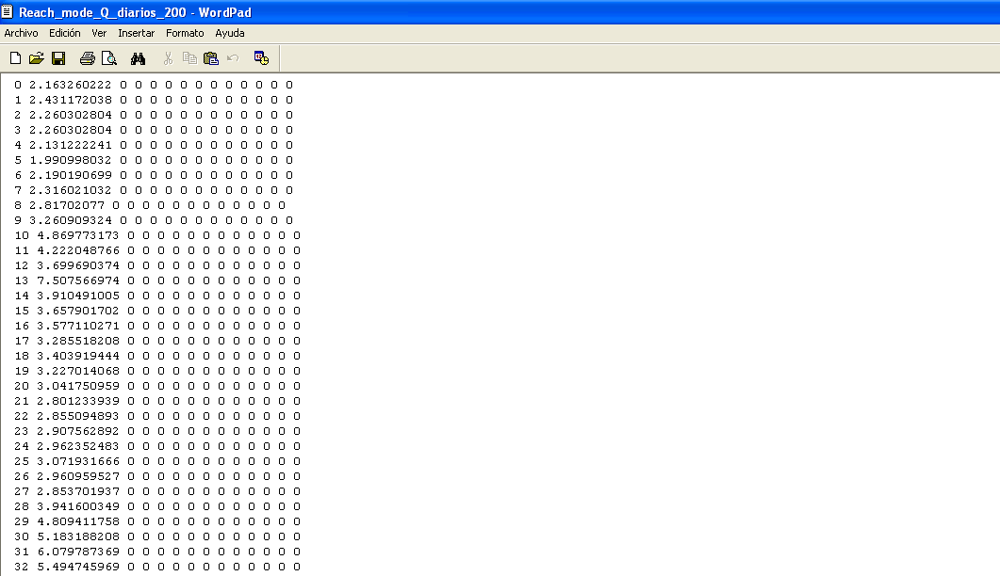 Reach_mode_Q_diarios_200 - WordPad
Archivo Edición Ver Insertar Formato Ayuda
0 2.163260222 0 0 0 0 0 0 0 0 0 0 0 0
1 2.431172038 0 0 0 0 0 0 0 0 0 0 0 0
2 2.260302804 0 0 0 0 0 0 0 0 0 0 0 0
3 2.260302804 0 0 0 0 0 0 0 0 0 0 0 0
4 2.131222241 0 0 0 0 0 0 0 0 0 0 0 0
5 1.990998032 0 0 0 0 0 0 0 0 0 0 0 0
6 2.190190699 0 0 0 0 0 0 0 0 0 0 0 0
7 2.316021032 0 0 0 0 0 0 0 0 0 0 0 0
8 2.81702077 0 0 0 0 0 0 0 0 0 0 0 0
9 3.260909324 0 0 0 0 0 0 0 0 0 0 0 0
10 4.869773173 0 0 0 0 0 0 0 0 0 0 0 0
11 4.222048766 0 0 0 0 0 0 0 0 0 0 0 0
12 3.699690374 0 0 0 0 0 0 0 0 0 0 0 0
13 7.507566974 0 0 0 0 0 0 0 0 0 0 0 0
14 3.910491005 0 0 0 0 0 0 0 0 0 0 0 0
15 3.657901702 0 0 0 0 0 0 0 0 0 0 0 0
16 3.577110271 0 0 0 0 0 0 0 0 0 0 0 0
17 3.285518208 0 0 0 0 0 0 0 0 0 0 0 0
18 3.403919444 0 0 0 0 0 0 0 0 0 0 0 0
19 3.227014068 0 0 0 0 0 0 0 0 0 0 0 0
20 3.041750959 0 0 0 0 0 0 0 0 0 0 0 0
21 2.801233939 0 0 0 0 0 0 0 0 0 0 0 0
22 2.855094893 0 0 0 0 0 0 0 0 0 0 0 0
23 2.907562892 0 0 0 0 0 0 0 0 0 0 0 0
24 2.962352483 0 0 0 0 0 0 0 0 0 0 0 0
25 3.071931666 0 0 0 0 0 0 0 0 0 0 0 0
26 2.960959527 0 0 0 0 0 0 0 0 0 0 0 0
27 2.853701937 0 0 0 0 0 0 0 0 0 0 0 0
28 3.941600349 0 0 0 0 0 0 0 0 0 0 0 0
29 4.809411758 0 0 0 0 0 0 0 0 0 0 0 0
30 5.183188208 0 0 0 0 0 0 0 0 0 0 0 0
31 6.079787369 0 0 0 0 0 0 0 0 0 0 0 0
32 5.494745969 0 0 0 0 0 0 0 0 0 0 0 0